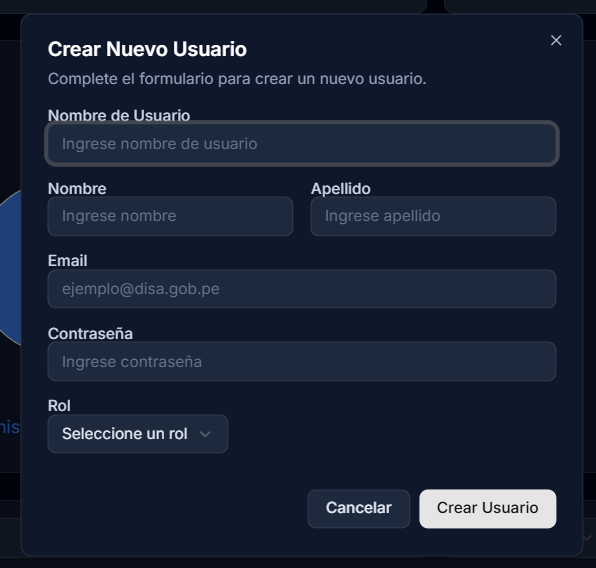 Crear Nuevo Usuario
Complete el formulario para crear un nuevo usuario.
Nombre de Usuario
Ingrese nombre de usuario
Nombre
Apellido
Ingrese nombre
Ingrese apellido
Email
ejemplo@disa.gob.pe
Contraseña
Ingrese contraseña
Rol
Seleccione un rol
nis
Cancelar
Crear Usuario